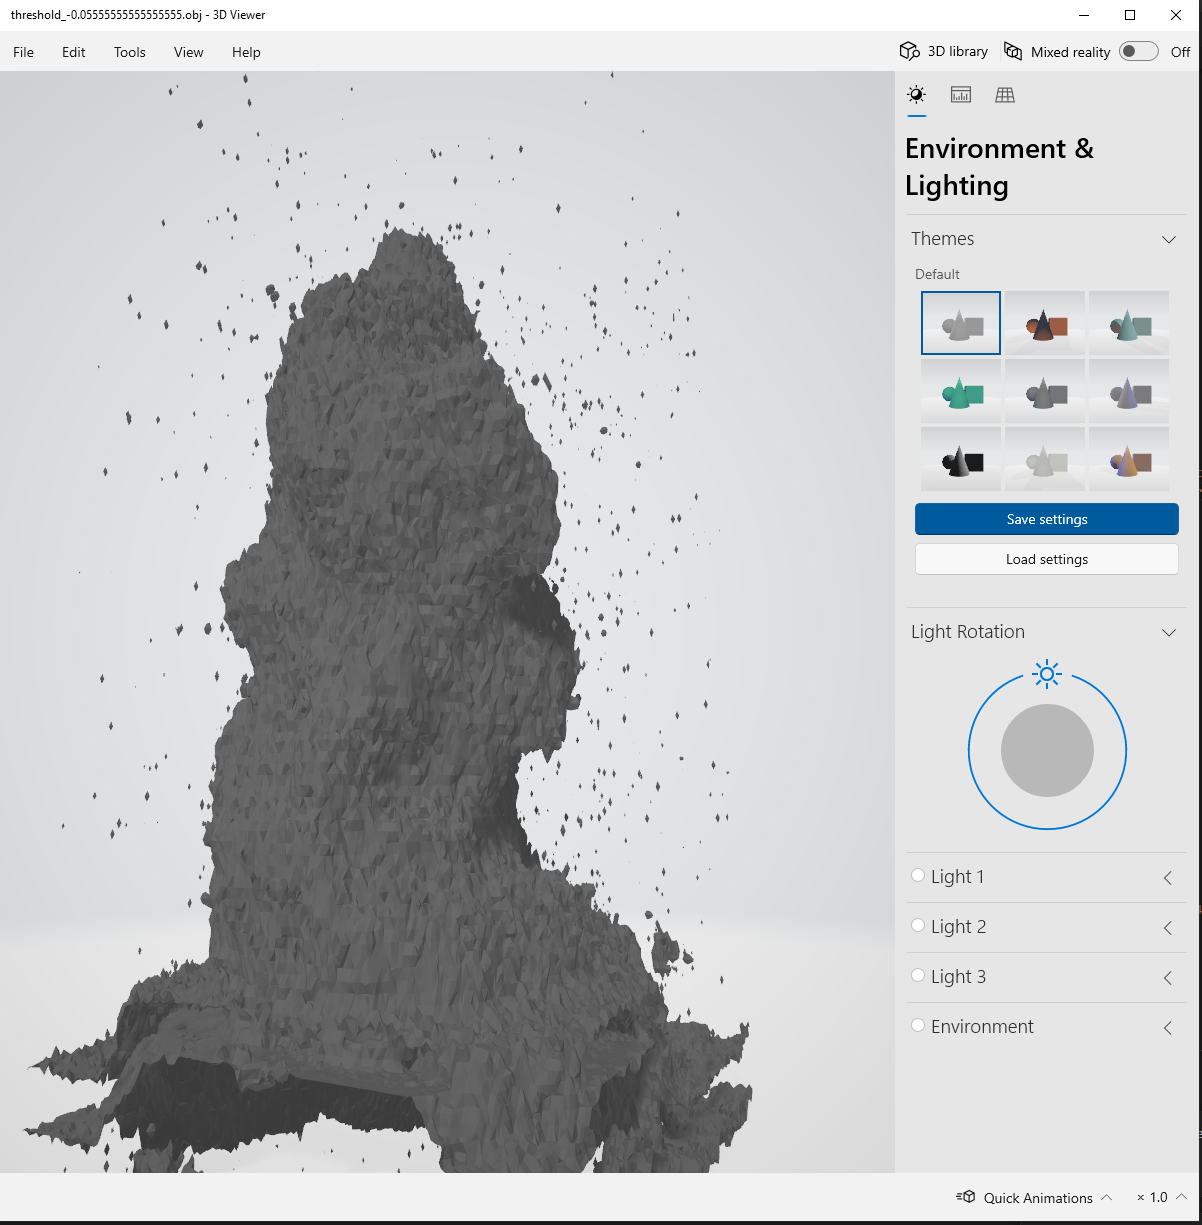 threshold_-0.05555555555555555.obj - 3D Viewer
File Edit Tools View Help 3D library Mixed reality Off
Environment &
Lighting
Themes
Default
Save settings
Load settings
Light Rotation
Light 1
Light 2
Light 3
Environment
Quick Animations × 1.0